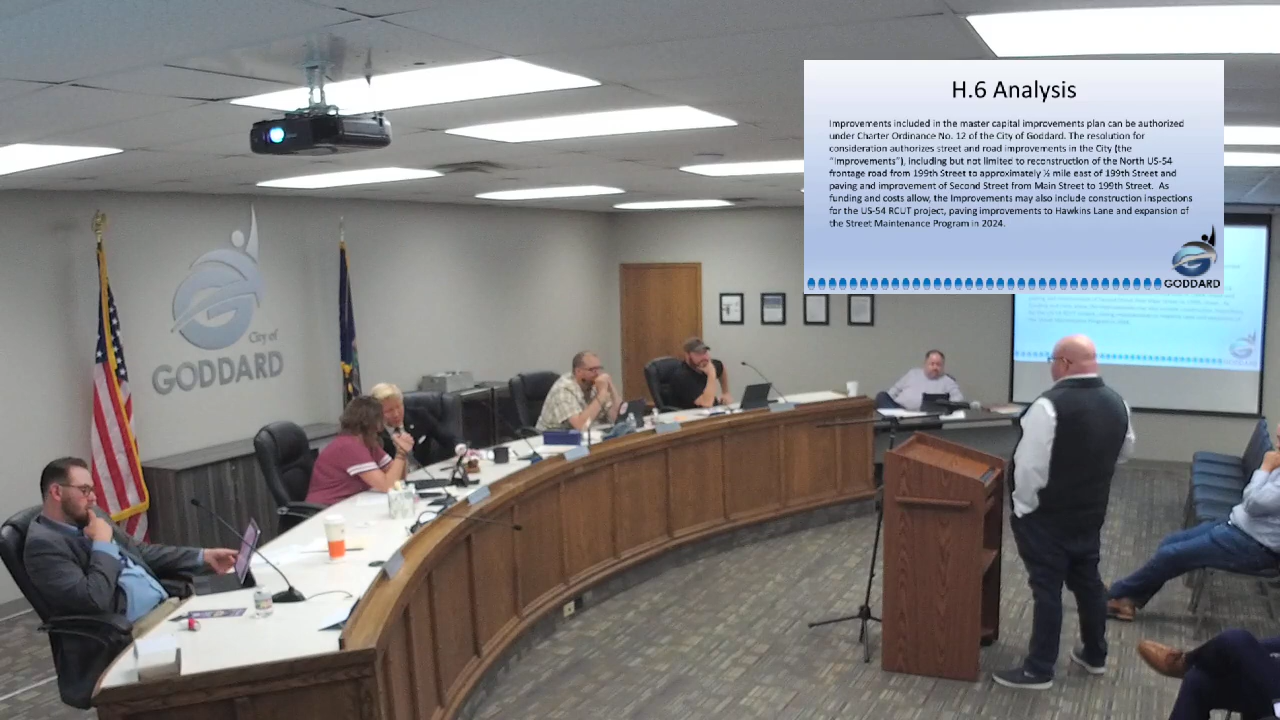 H.6 Analysis
Improvements included in the master capital improvements plan can be authorized
under Charter Ordinance No. 12 of the City of Goddard. The resolution for
consideration authorizes street and road improvements in the City (the
"Improvements"), including but not limited to reconstruction of the North US-54
frontage road from 199th Street to approximately ½ mile east of 199th Street and
paving and improvement of Second Street from Main Street to 199th Street. As
funding and costs allow, the Improvements may also include construction inspections
for the US-54 RCUT project, paving improvements to Hawkins Lane and expansion of
the Street Maintenance Program in 2024.
GODDARD
City of
GODDARD